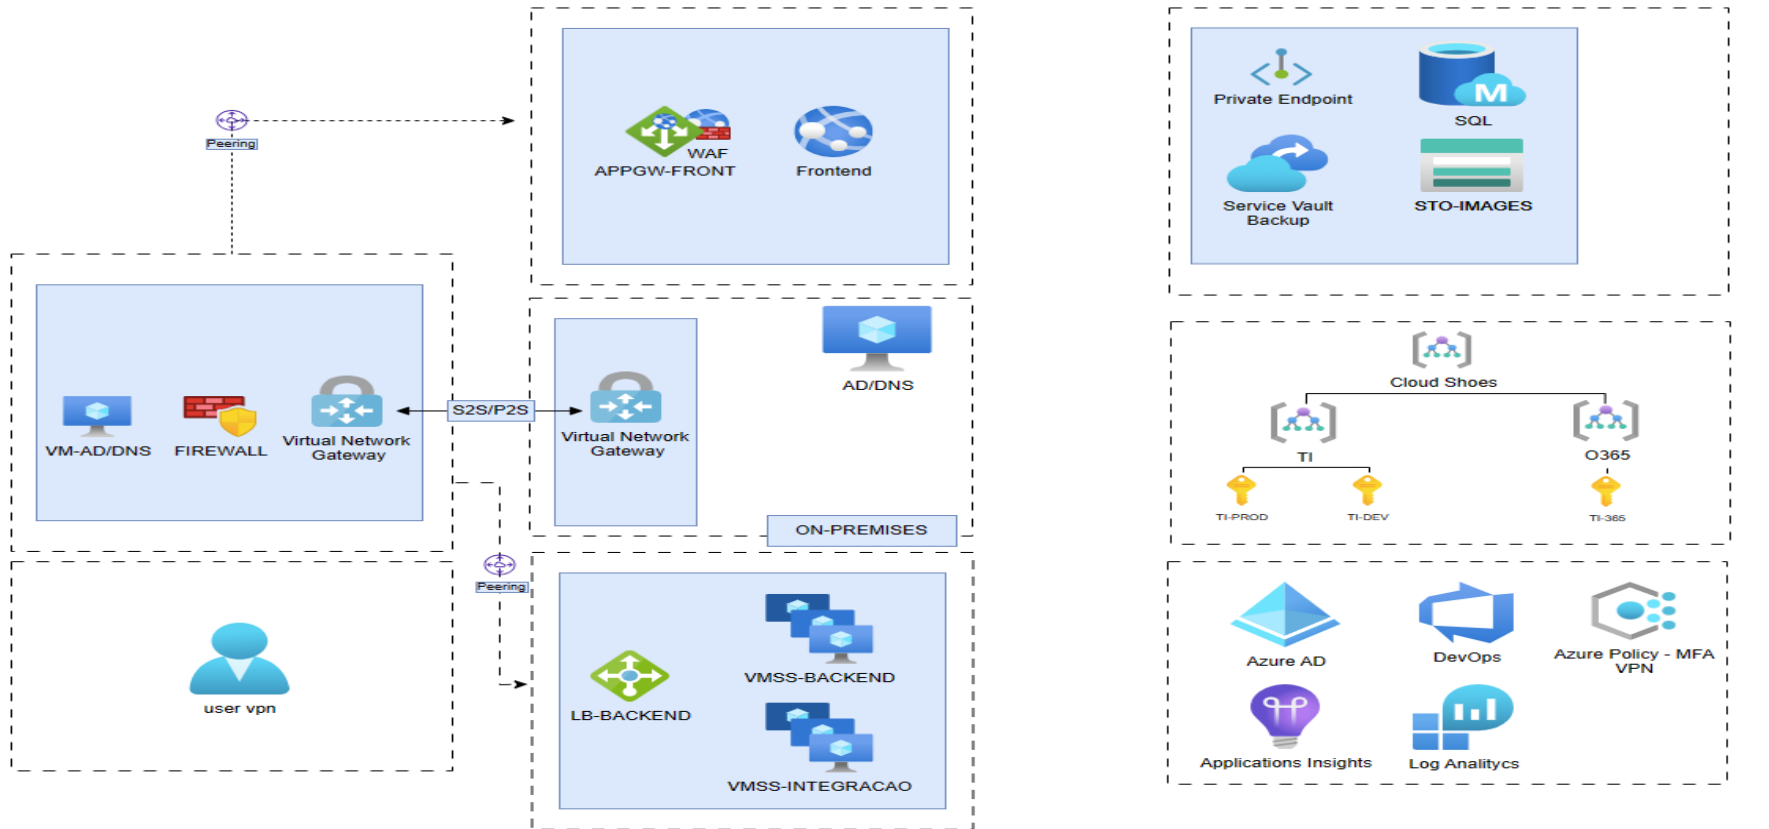 Peering
WAF
APPGW-FRONT
Frontend
VM-AD/DNS
FIREWALL
Virtual Network
Gateway
S2S/P2S
Virtual Network
Gateway
AD/DNS
ON-PREMISES
Peering
user vpn
LB-BACKEND
VMSS-BACKEND
VMSS-INTEGRACAO
Private Endpoint
SQL
Service Vault
Backup
STO-IMAGES
Cloud Shoes
TI
O365
TI-PROD
TI-DEV
TI-365
Azure AD
DevOps
Azure Policy - MFA
VPN
Applications Insights
Log Analitycs